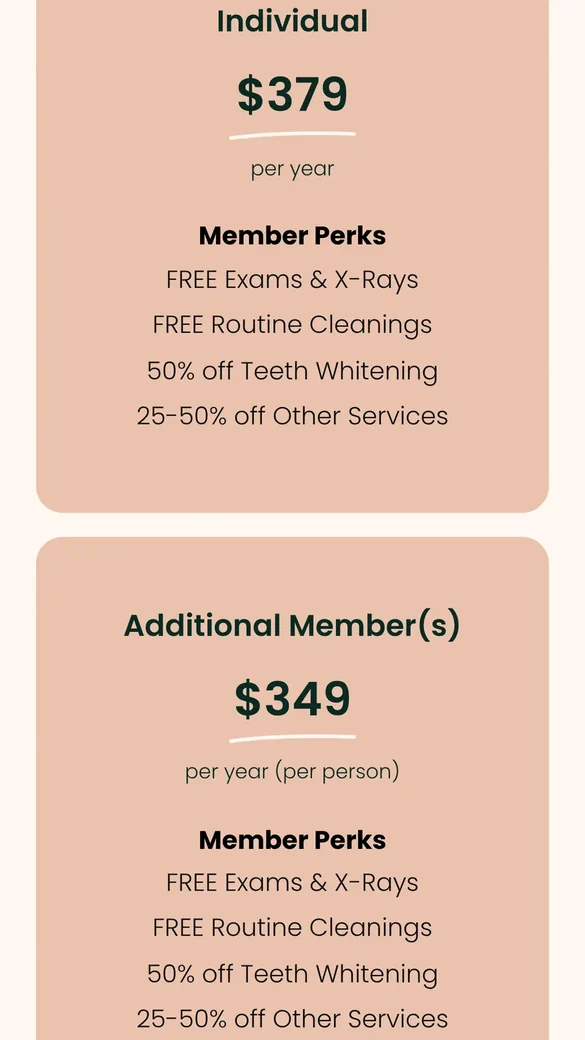 Individual
$379
per year
Member Perks
FREE Exams & X-Rays
FREE Routine Cleanings
50% off Teeth Whitening
25-50% off Other Services
Additional Member(s)
$349
per year (per person)
Member Perks
FREE Exams & X-Rays
FREE Routine Cleanings
50% off Teeth Whitening
25-50% off Other Services